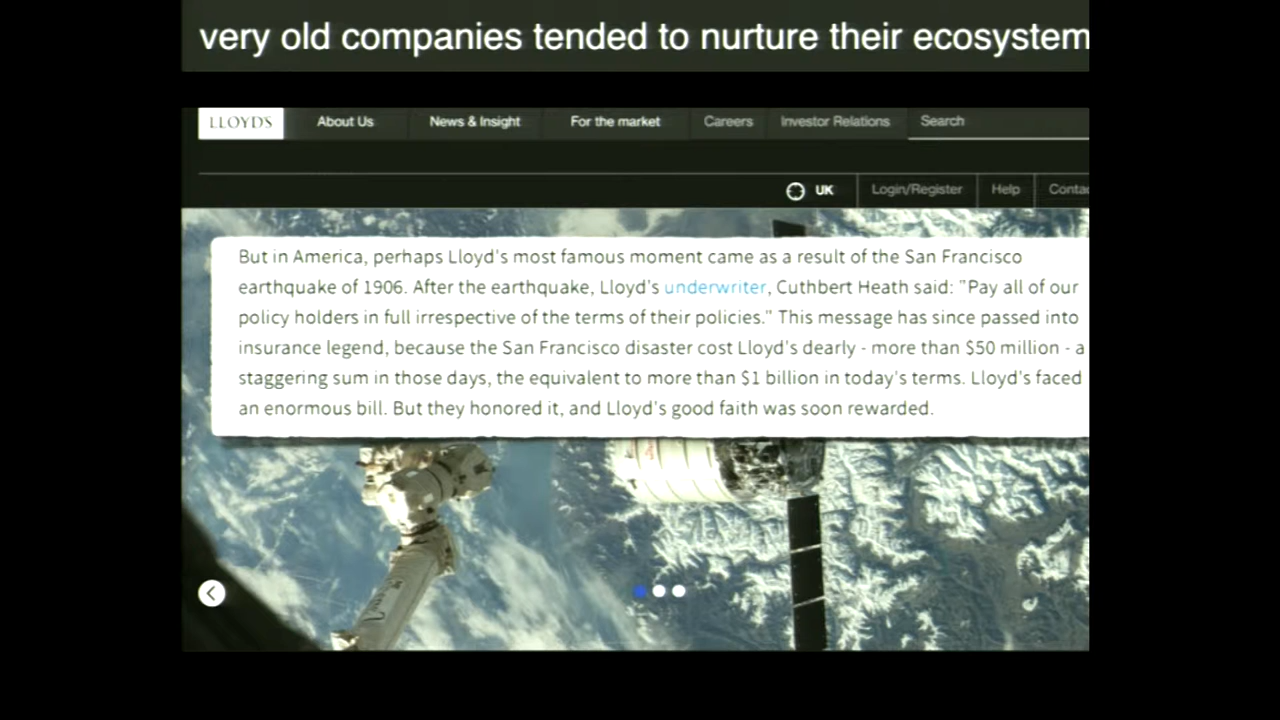 very old companies tended to nurture their ecosystem
LLOYDS
About Us
News & Insight
For the market
Careers
Investor Relations
Search
UK
Login/Register
Help
Contac
But in America, perhaps Lloyd's most famous moment came as a result of the San Francisco
earthquake of 1906. After the earthquake, Lloyd's underwriter, Cuthbert Heath said: "Pay all of our
policy holders in full irrespective of the terms of their policies." This message has since passed into
insurance legend, because the San Francisco disaster cost Lloyd's dearly - more than $50 million - a
staggering sum in those days, the equivalent to more than $1 billion in today's terms. Lloyd's faced
an enormous bill. But they honored it, and Lloyd's good faith was soon rewarded.